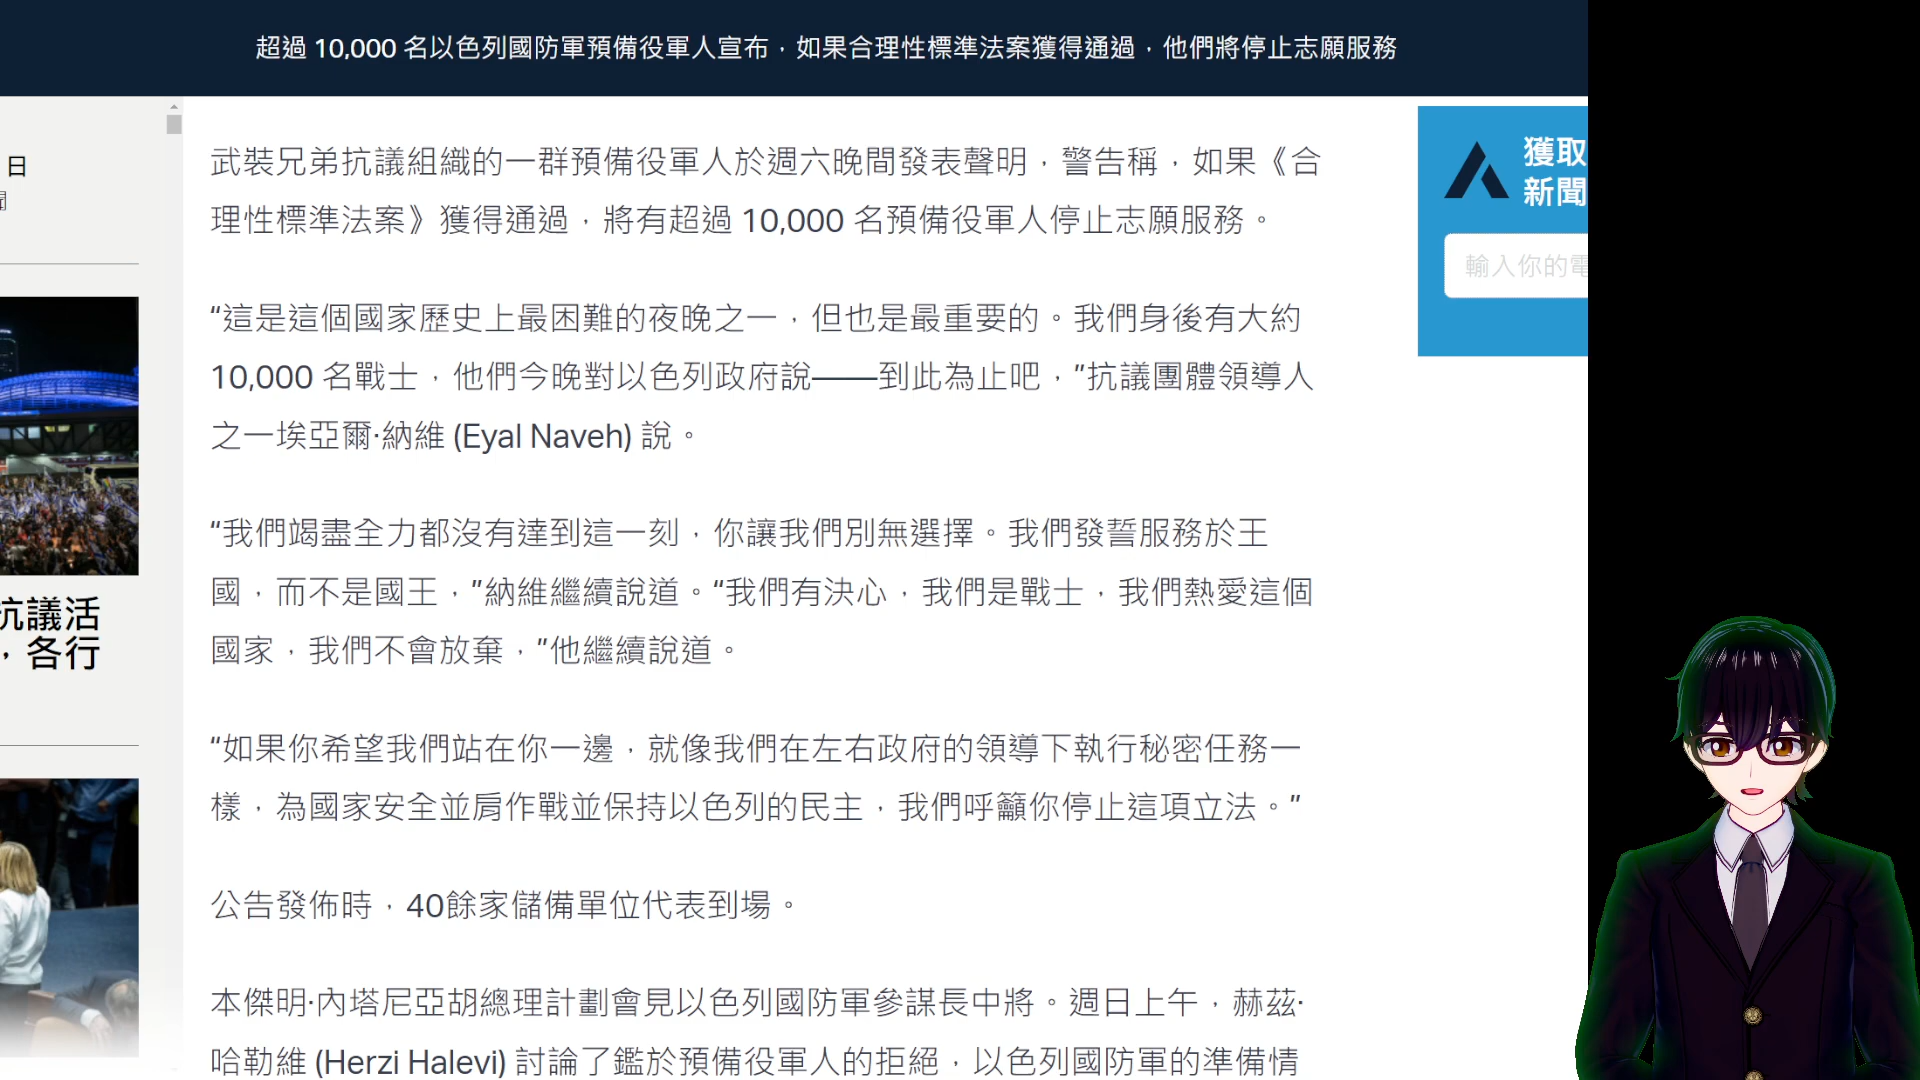 超過 10,000 名以色列國防軍預備役軍人宣布，如果合理性標準法案獲得通過，他們將停止志願服務
日
武裝兄弟抗議組織的一群預備役軍人於週六晚間發表聲明，警告稱，如果《合
理性標準法案》獲得通過，將有超過 10,000 名預備役軍人停止志願服務。
“這是這個國家歷史上最困難的夜晚之一，但也是最重要的。我們身後有大約
10,000 名戰士，他們今晚對以色列政府說——到此為止吧，”抗議團體領導人
之一埃亞爾·納維 (Eyal Naveh) 說。
“我們竭盡全力都沒有達到這一刻，你讓我們別無選擇。我們發誓服務於王
國，而不是國王，”納維繼續說道。“我們有決心，我們是戰士，我們熱愛這個
國家，我們不會放棄，”他繼續說道。
“如果你希望我們站在你一邊，就像我們在左右政府的領導下執行秘密任務一
樣，為國家安全並肩作戰並保持以色列的民主，我們呼籲你停止這項立法。”
公告發佈時，40餘家儲備單位代表到場。
本傑明·內塔尼亞胡總理計劃會見以色列國防軍參謀長中將。週日上午，赫茲·
哈勒維 (Herzi Halevi) 討論了鑑於預備役軍人的拒絕，以色列國防軍的準備情
抗議活
，各行
獲取
新聞
輸入你的電